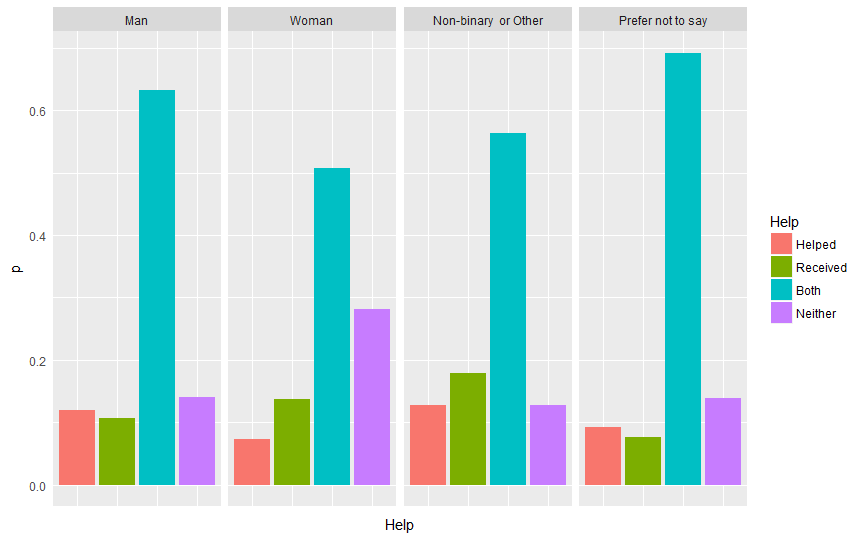 Man
Woman
Non-binary or Other
Prefer not to say
0.6
0.4
0.2
0.0
p
Help
Help
Helped
Received
Both
Neither